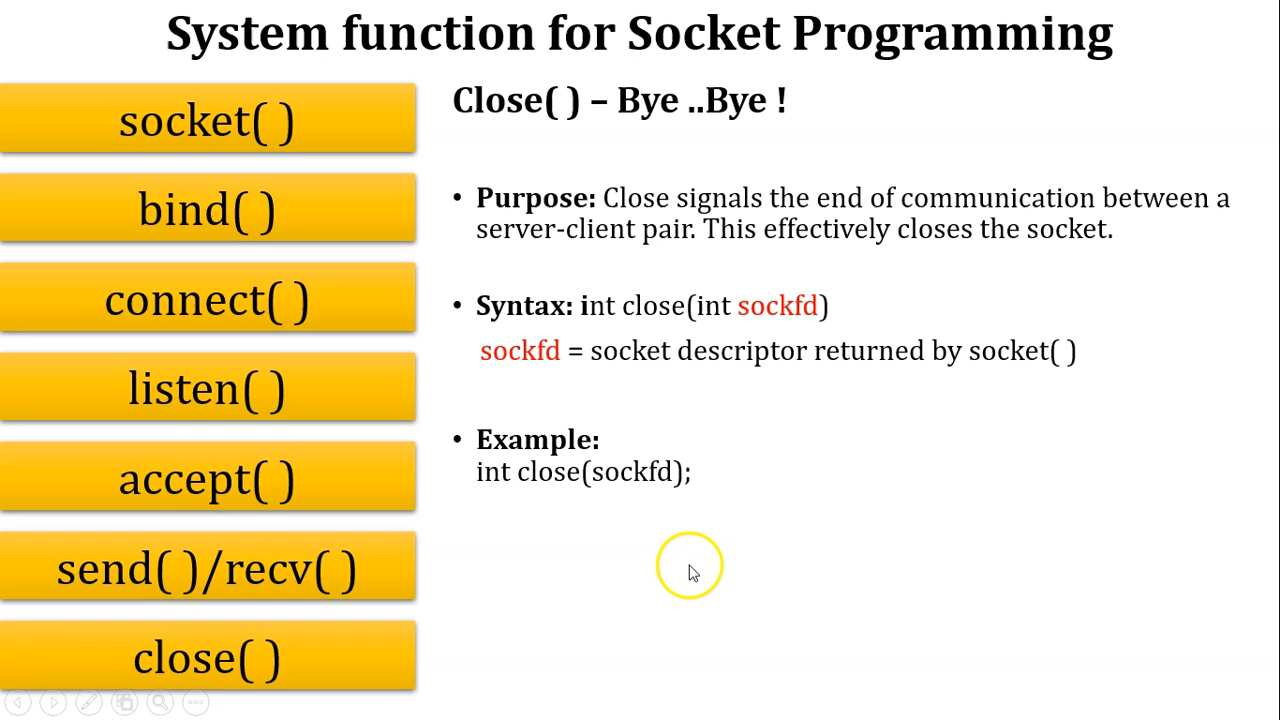 System function for Socket Programming
socket( )
bind( )
connect( )
listen( )
accept( )
send( )/recv( )
close( )
Close( ) – Bye ..Bye !
• Purpose: Close signals the end of communication between a
server-client pair. This effectively closes the socket.
• Syntax: int close(int sockfd)
sockfd = socket descriptor returned by socket( )
• Example:
int close(sockfd);